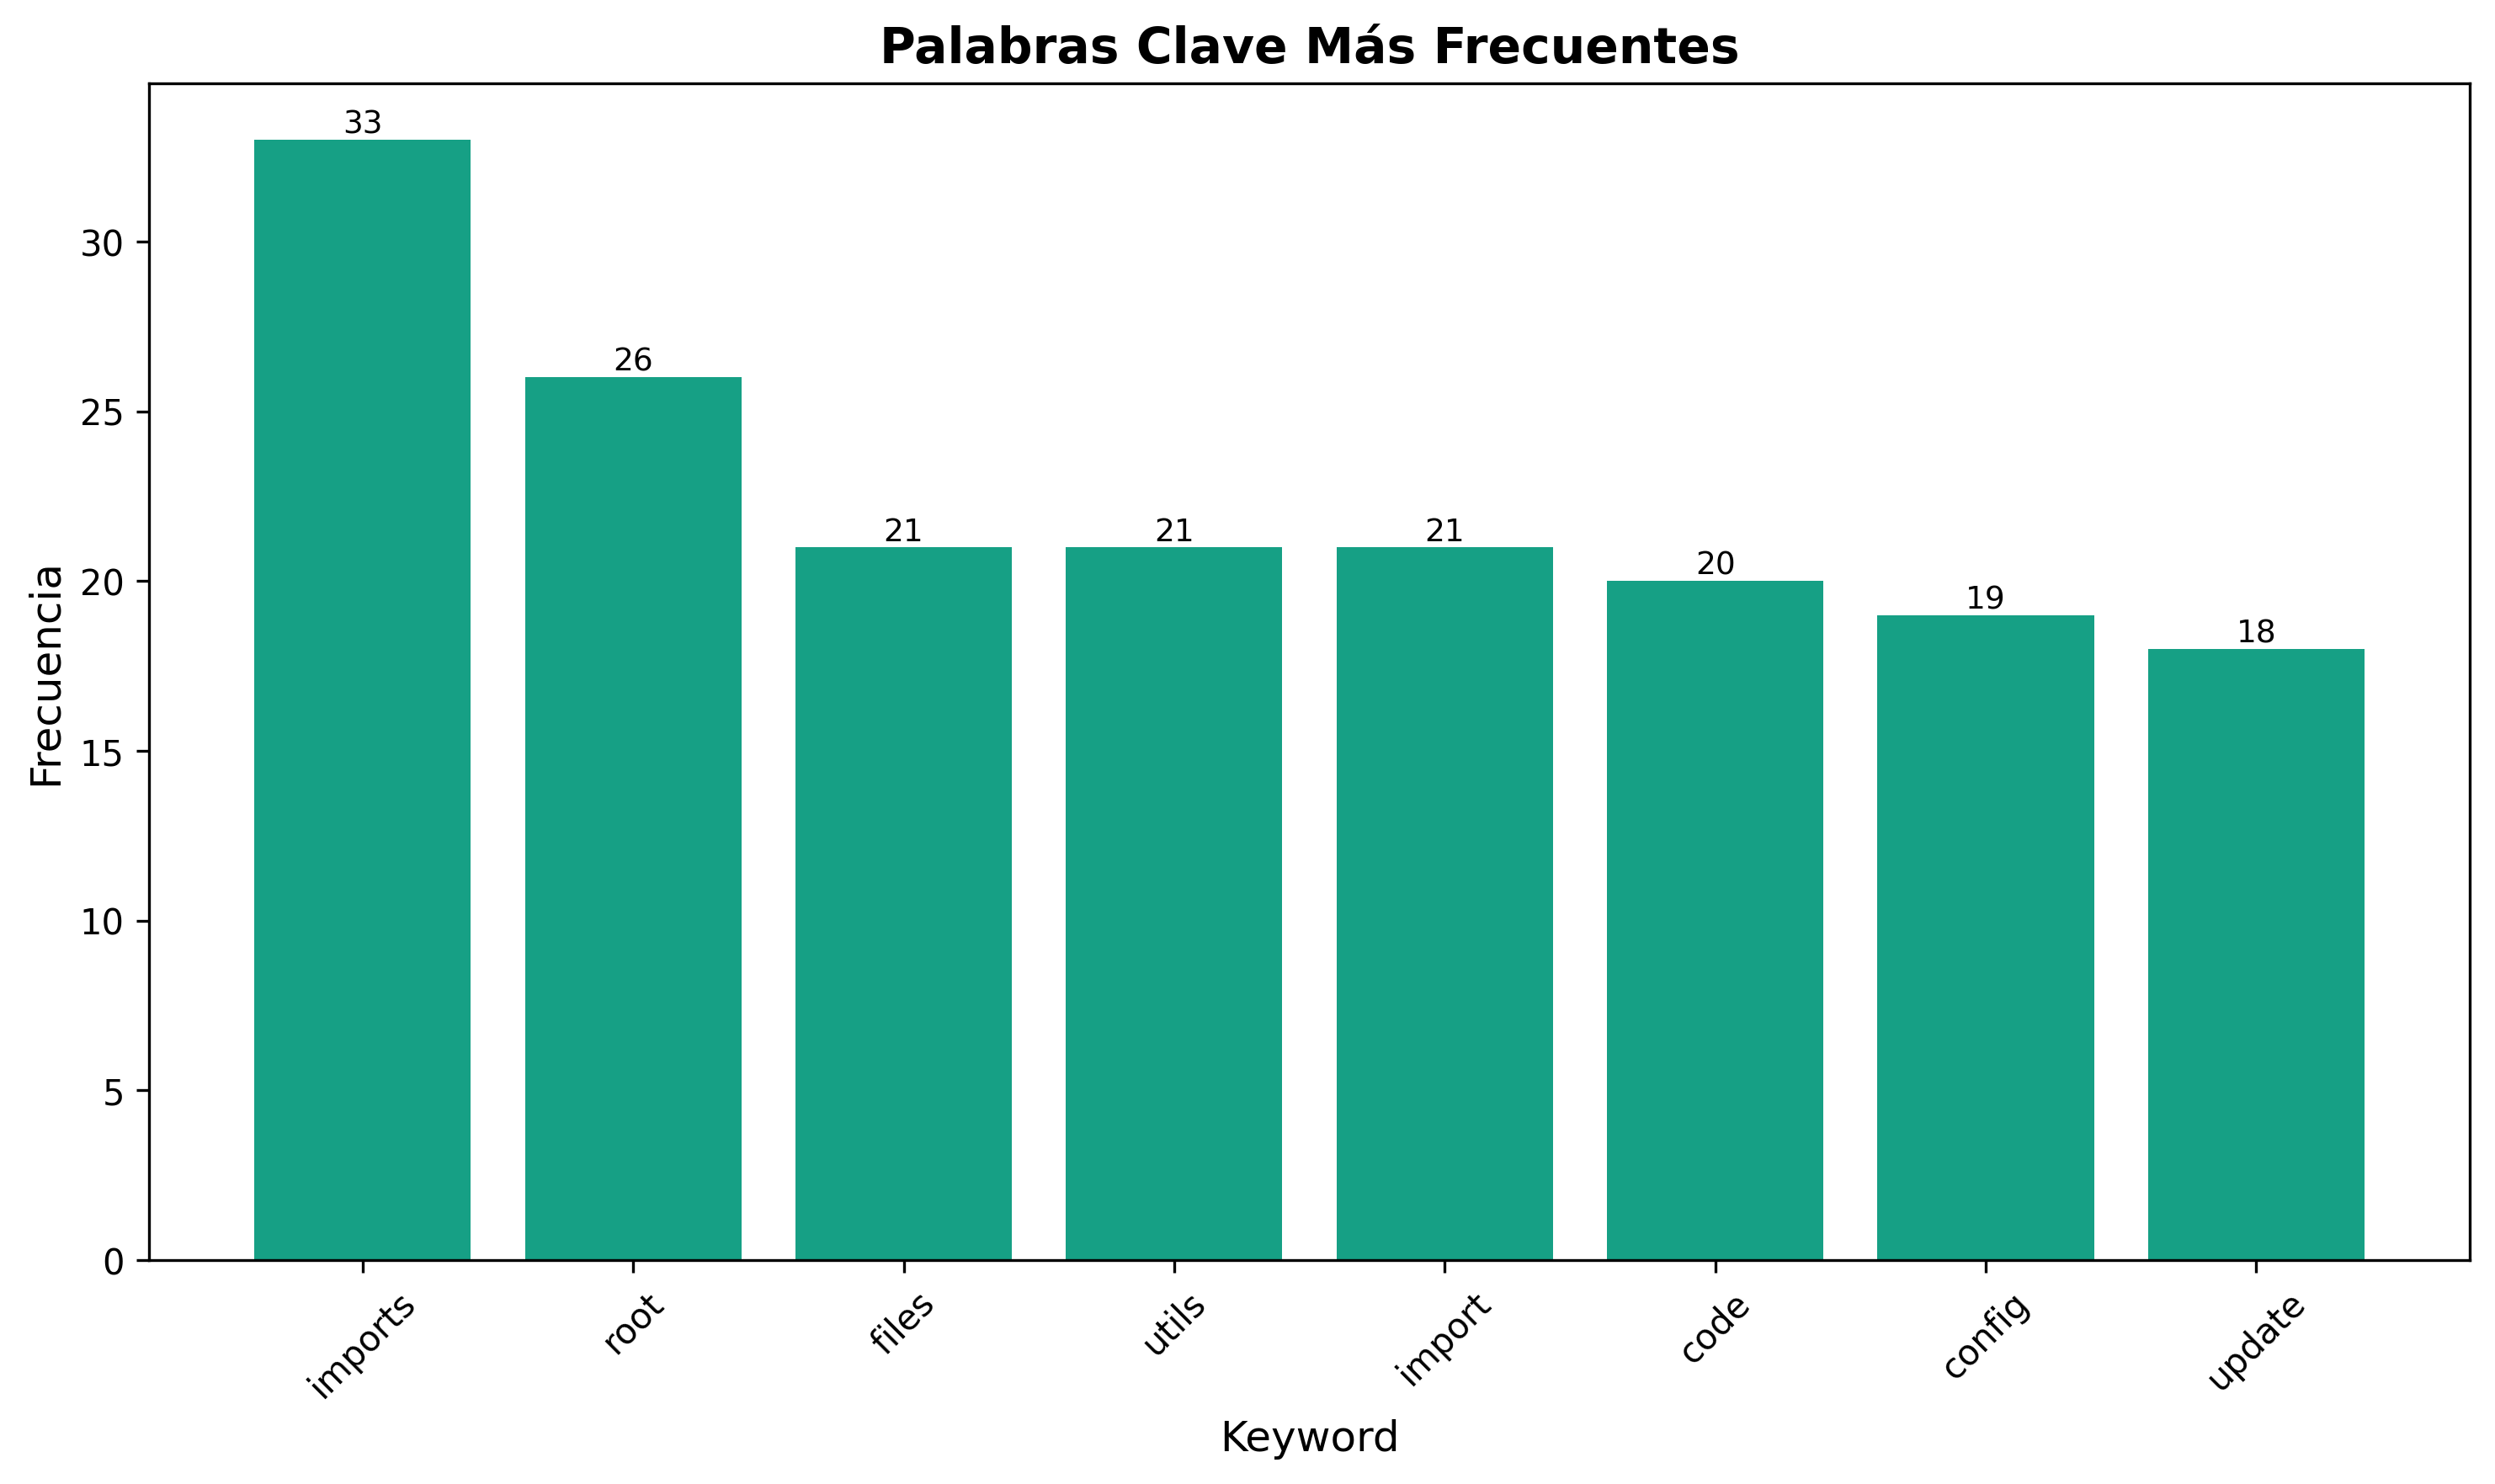 Palabras Clave Más Frecuentes
33
26
21
21
21
20
19
18
Frecuencia
30
25
20
15
10
5
0
imports
root
files
utils
import
code
config
update
Keyword